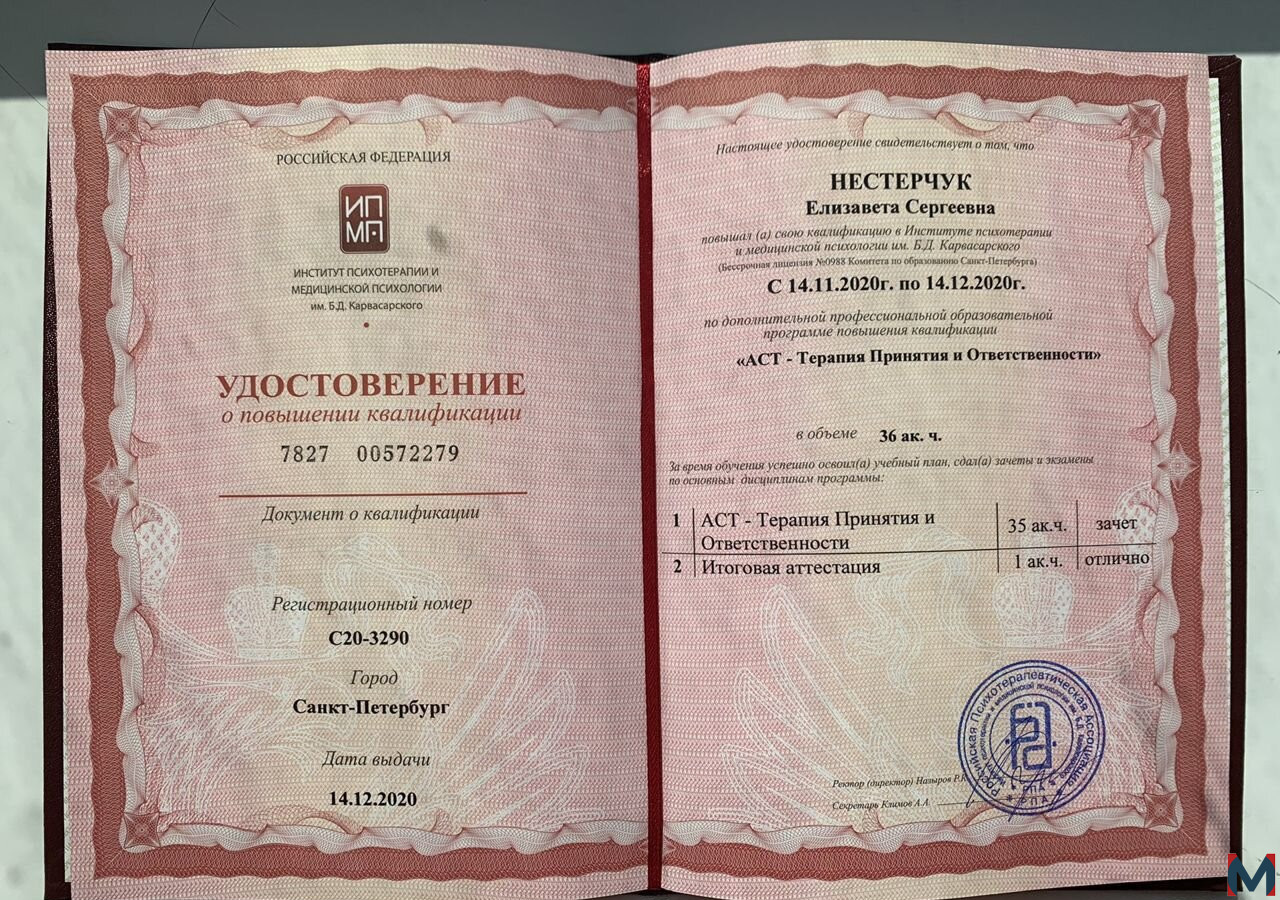 РОССИЙСКАЯ ФЕДЕРАЦИЯ
ИП
МП
ИНСТИТУТ ПСИХОТЕРАПИИ И
МЕДИЦИНСКОЙ ПСИХОЛОГИИ
им. Б.Д. Карвасарского
УДОСТОВЕРЕНИЕ
о повышении квалификации
7827 00572279
Документ о квалификации
Регистрационный номер
С20-3290
Город
Санкт-Петербург
Дата выдачи
14.12.2020
Настоящее удостоверение свидетельствует о том, что
НЕСТЕРЧУК
Елизавета Сергеевна
повышал (а) свою квалификацию в Институте психотерапии
и медицинской психологии им. Б.Д. Карвасарского
(Бессрочная лицензия №0988 Комитета по образованию Санкт-Петербурга)
С 14.11.2020г. по 14.12.2020г.
по дополнительной профессиональной образовательной
программе повышения квалификации
«АСТ - Терапия Принятия и Ответственности»
в объеме 36 ак. ч.
За время обучения успешно освоил(а) учебный план, сдал(а) зачеты и экзамены
по основным дисциплинам программы:
1 АСТ - Терапия Принятия и Ответственности 35 ак.ч. зачет
2 Итоговая аттестация 1 ак.ч. отлично
Ректор (директор) Назыров Р.К.
Секретарь Климов А.А.
Российская Психотерапевтическая Ассоциация
* РПА *
M